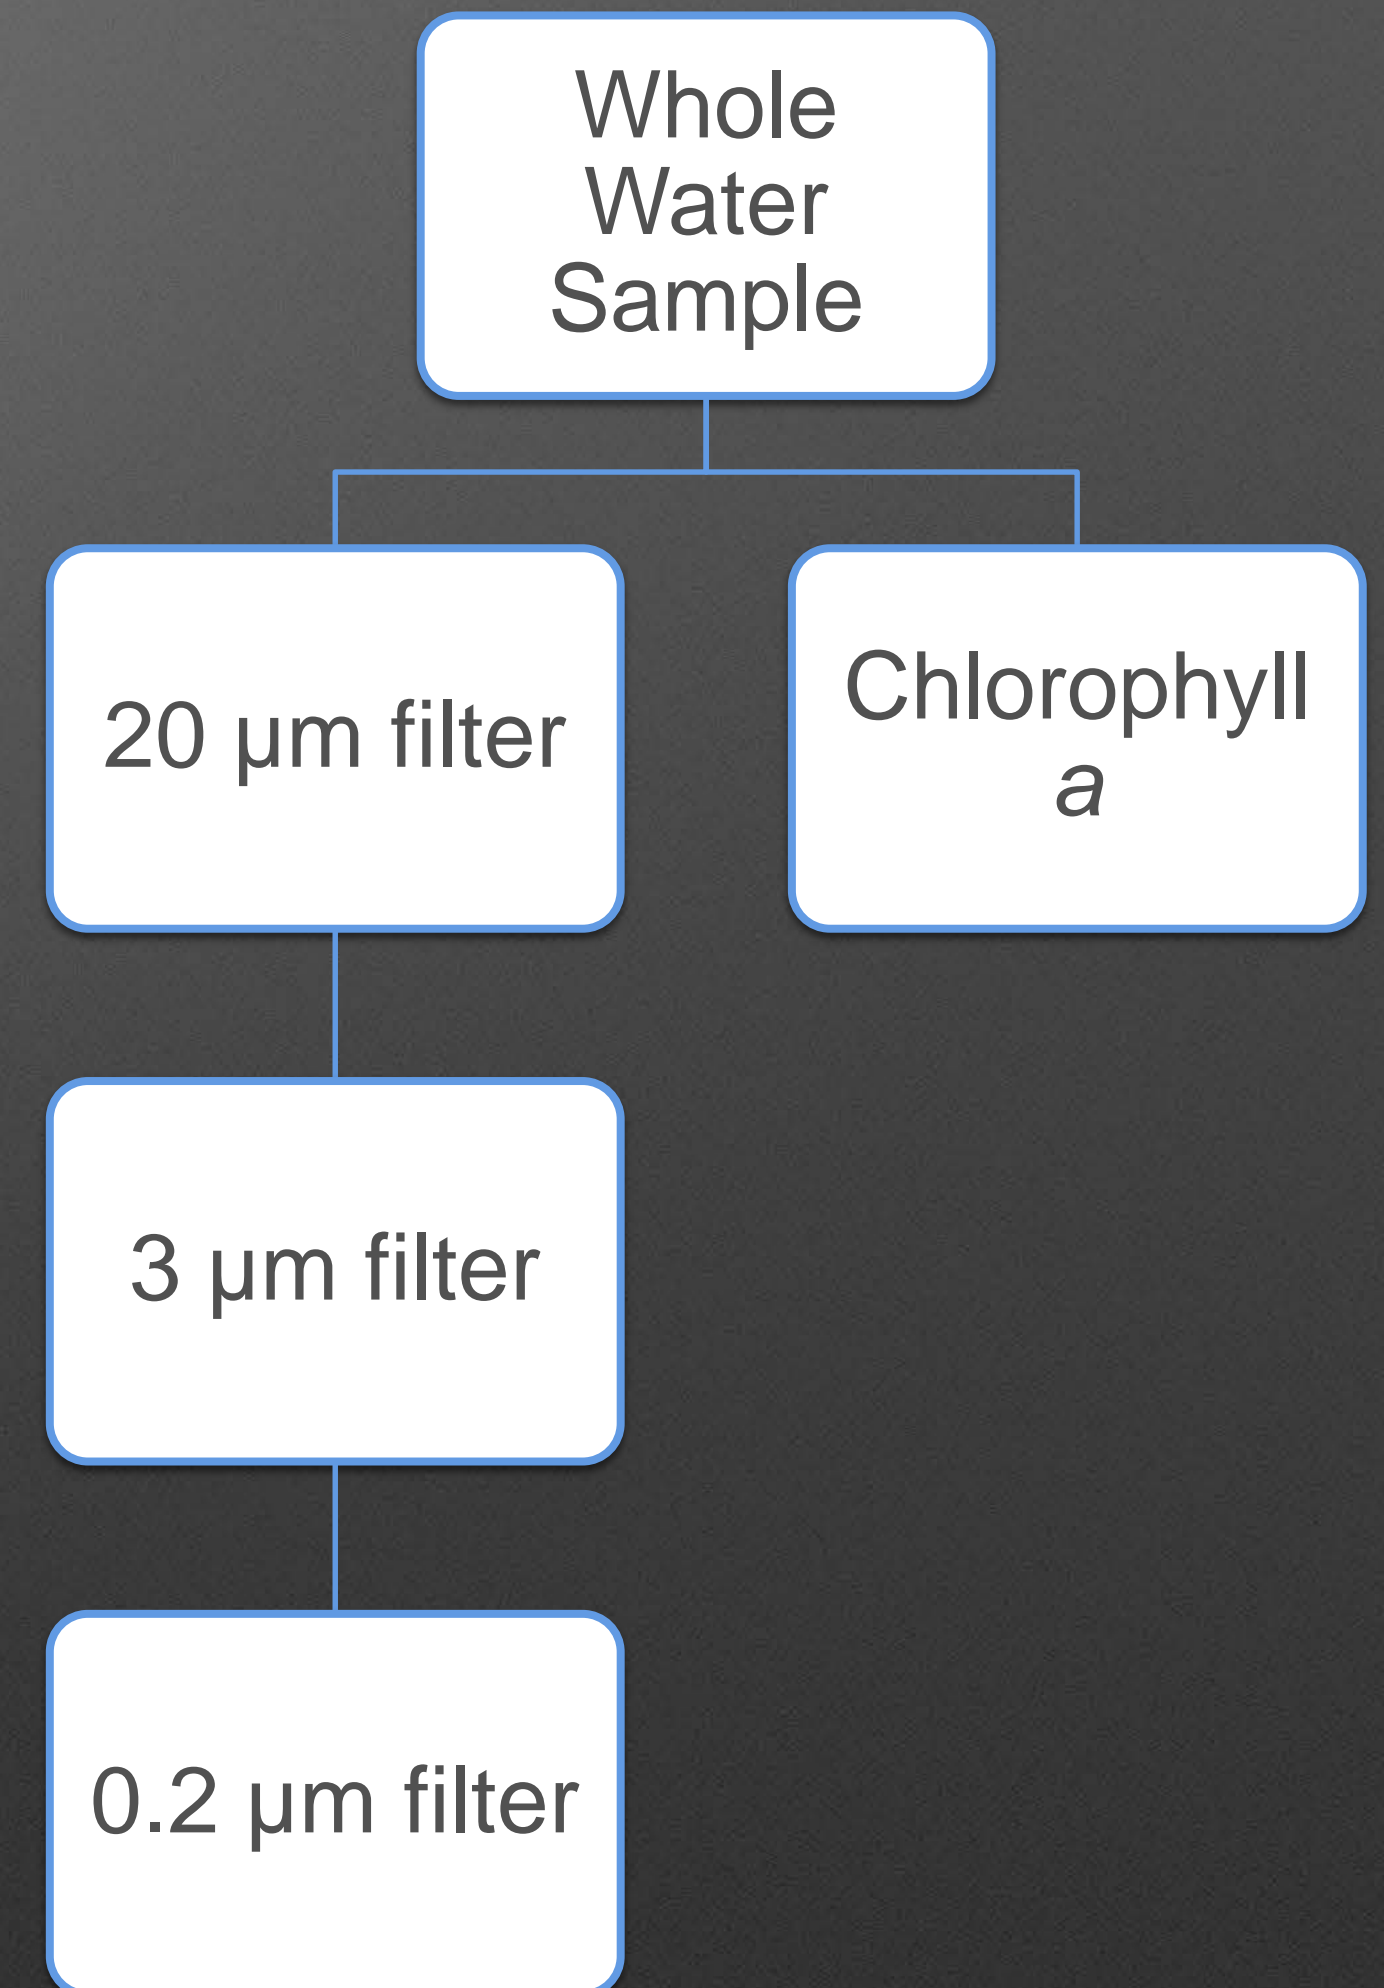 Whole
Water
Sample
20 µm filter
Chlorophyll
a
3 µm filter
0.2 µm filter